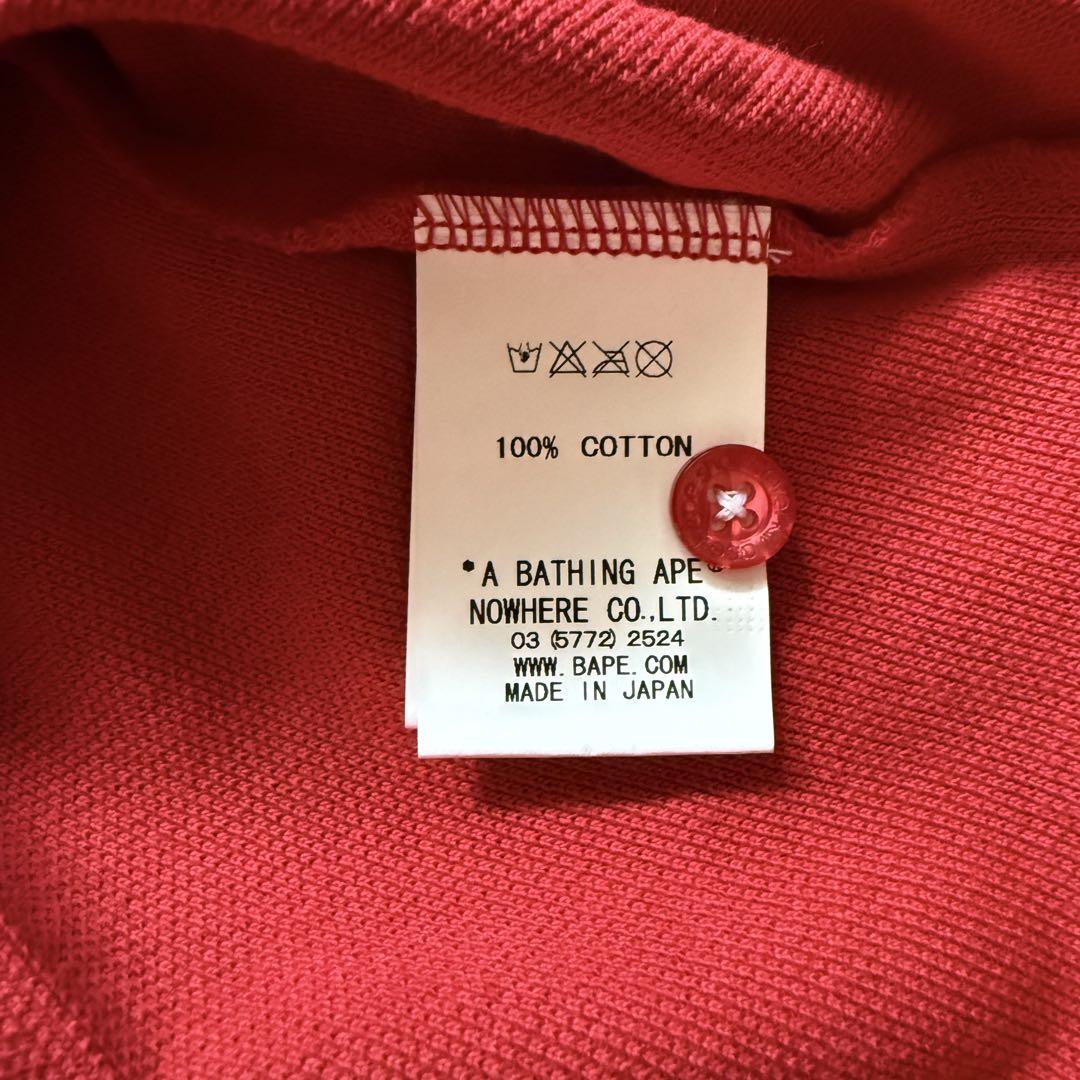 100% COTTON
*A BATHING APE®
NOWHERE CO.,LTD.
03 (5772) 2524
WWW.BAPE.COM
MADE IN JAPAN